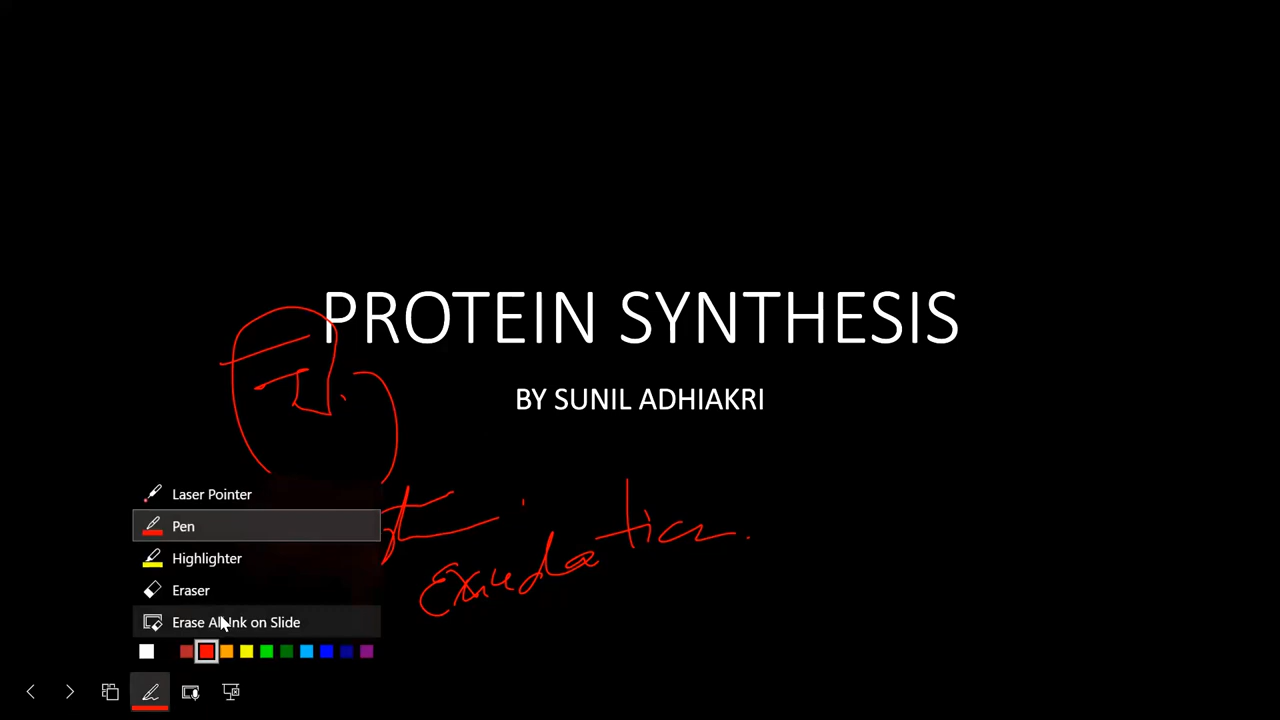 PROTEIN SYNTHESIS
BY SUNIL ADHIAKRI
Laser Pointer
Pen
exudation.
Highlighter
Eraser
Erase All Ink on Slide